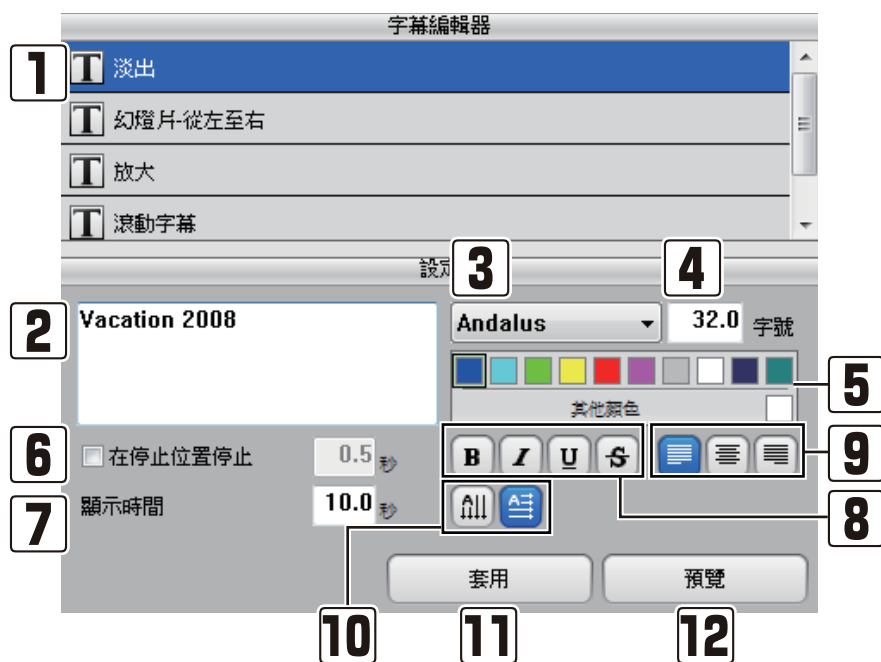 字幕編輯器
1
T 淡出
T 幻燈片-從左至右
T 放大
T 滾動字幕
設定
3
4
2
Vacation 2008
Andalus
32.0 字號
5
其他顏色
6
在停止位置停止
0.5 秒
B I U S
9
7
顯示時間
10.0 秒
A A
8
套用
預覽
10
11
12